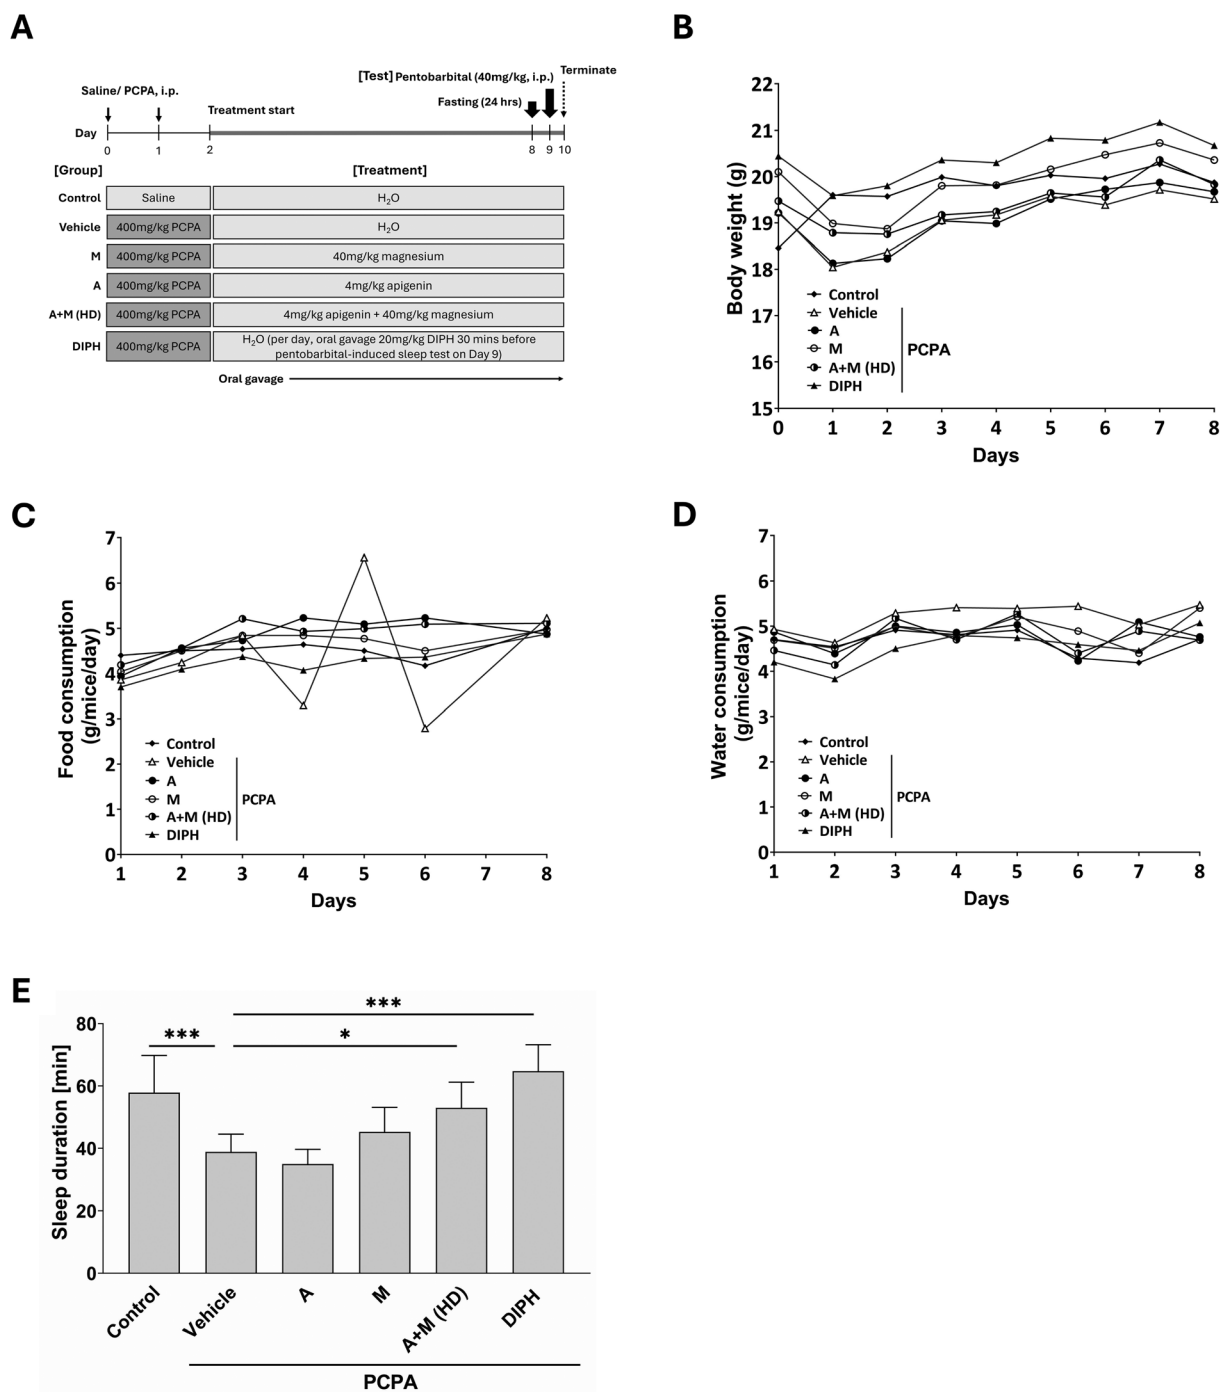 A
[Test] Pentobarbital (40mg/kg, i.p.)
Terminate
Saline/ PCPA, i.p.
Fasting (24 hrs)
Treatment start
Day
0 1 2 8 9 10
[Group] [Treatment]
Control Saline H₂O
Vehicle 400mg/kg PCPA H₂O
M 400mg/kg PCPA 40mg/kg magnesium
A 400mg/kg PCPA 4mg/kg apigenin
A+M (HD) 400mg/kg PCPA 4mg/kg apigenin + 40mg/kg magnesium
DIPH 400mg/kg PCPA H₂O (per day, oral gavage 20mg/kg DIPH 30 mins before
pentobarbital-induced sleep test on Day 9)
Oral gavage
B
Body weight (g)
22
21
20
19
18
17
16
15
Control
Vehicle
A
M
A+M (HD)
DIPH
PCPA
0 1 2 3 4 5 6 7 8
Days
C
Food consumption
(g/mice/day)
7
6
5
4
3
2
1
0
Control
Vehicle
A
M
A+M (HD)
DIPH
PCPA
1 2 3 4 5 6 7 8
Days
D
Water consumption
(g/mice/day)
7
6
5
4
3
2
1
0
Control
Vehicle
A
M
A+M (HD)
DIPH
PCPA
1 2 3 4 5 6 7 8
Days
E
Sleep duration [min]
80
60
40
20
0
***
***
*
Control
Vehicle
A
M
A+M (HD)
DIPH
PCPA